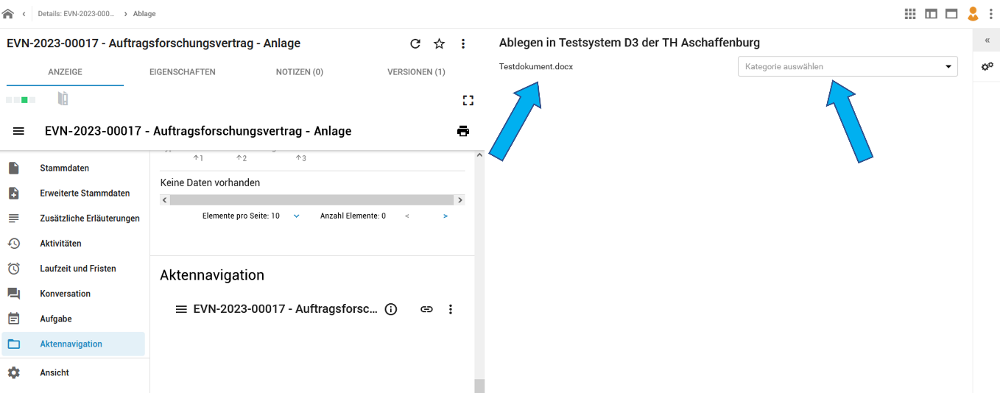 Details: EVN-2023-000... > Ablage
EVN-2023-00017 - Auftragsforschungsvertrag - Anlage
ANZEIGE EIGENSCHAFTEN NOTIZEN (0) VERSIONEN (1)
EVN-2023-00017 - Auftragsforschungsvertrag - Anlage
Stammdaten
Erweiterte Stammdaten
Zusätzliche Erläuterungen
Aktivitäten
Laufzeit und Fristen
Konversation
Aufgabe
Aktennavigation
Ansicht
1 2 3
Keine Daten vorhanden
Elemente pro Seite: 10 Anzahl Elemente: 0 < >
Aktennavigation
EVN-2023-00017 - Auftragsforsc...
Ablegen in Testsystem D3 der TH Aschaffenburg
Testdokument.docx Kategorie auswählen